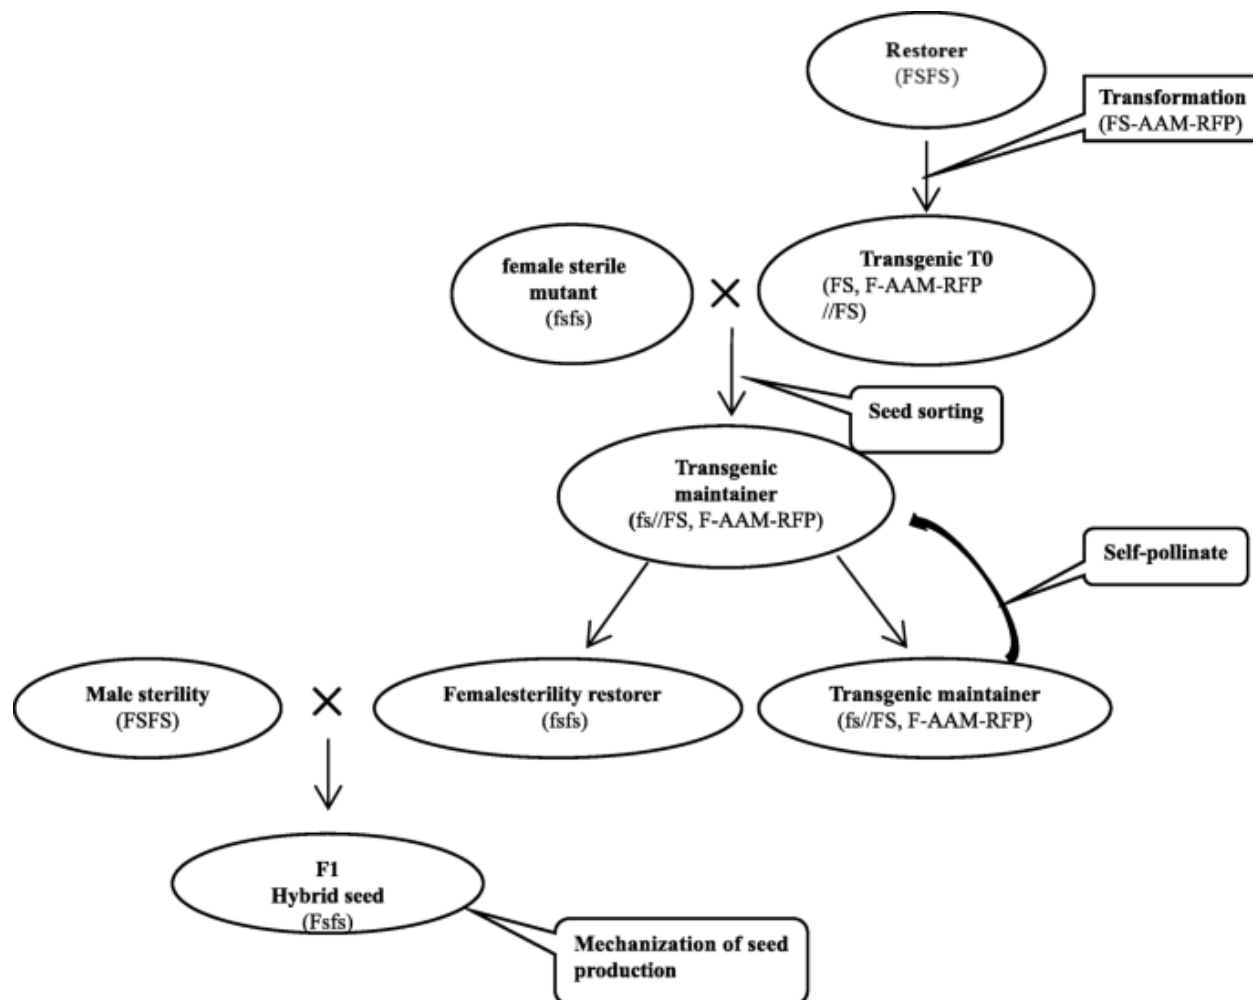 Restorer
(FSFS)
Transformation
(FS-AAM-RFP)
female sterile
mutant
(fsfs)
Transgenic T0
(FS, F-AAM-RFP
//FS)
Seed sorting
Transgenic
maintainer
(fs//FS, F-AAM-RFP)
Self-pollinate
Male sterility
(FSFS)
Femalesterility restorer
(fsfs)
Transgenic maintainer
(fs//FS, F-AAM-RFP)
F1
Hybrid seed
(Fsfs)
Mechanization of seed
production